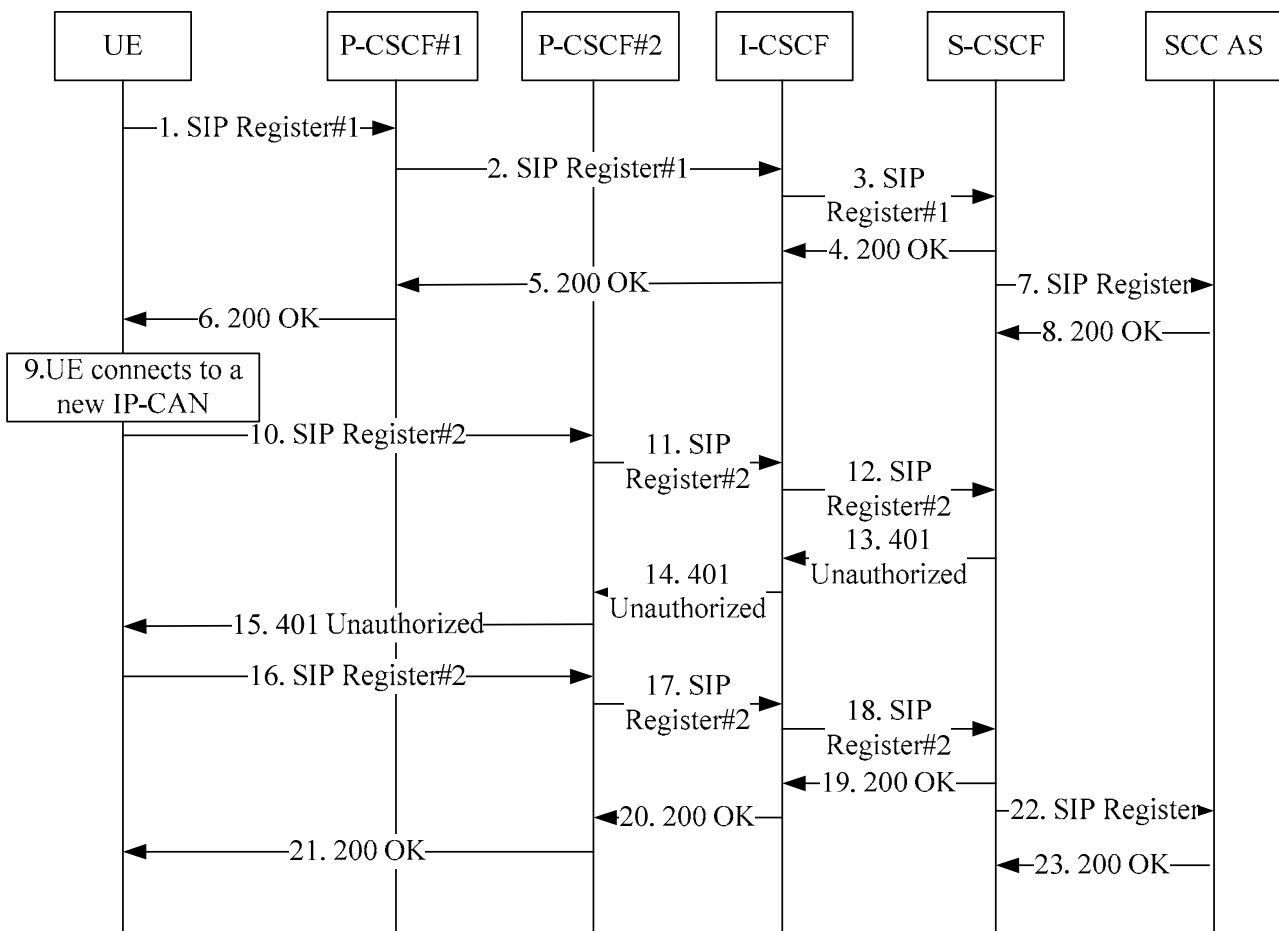 UE
P-CSCF#1
P-CSCF#2
I-CSCF
S-CSCF
SCC AS
1. SIP Register#1
2. SIP Register#1
3. SIP
Register#1
4. 200 OK
5. 200 OK
6. 200 OK
7. SIP Register
8. 200 OK
9.UE connects to a
new IP-CAN
10. SIP Register#2
11. SIP
Register#2
12. SIP
Register#2
13. 401
Unauthorized
14. 401
Unauthorized
15. 401 Unauthorized
16. SIP Register#2
17. SIP
Register#2
18. SIP
Register#2
19. 200 OK
20. 200 OK
21. 200 OK
22. SIP Register
23. 200 OK